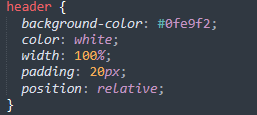 header {
  background-color: #0fe9f2;
  color: white;
  width: 100%;
  padding: 20px;
  position: relative;
}